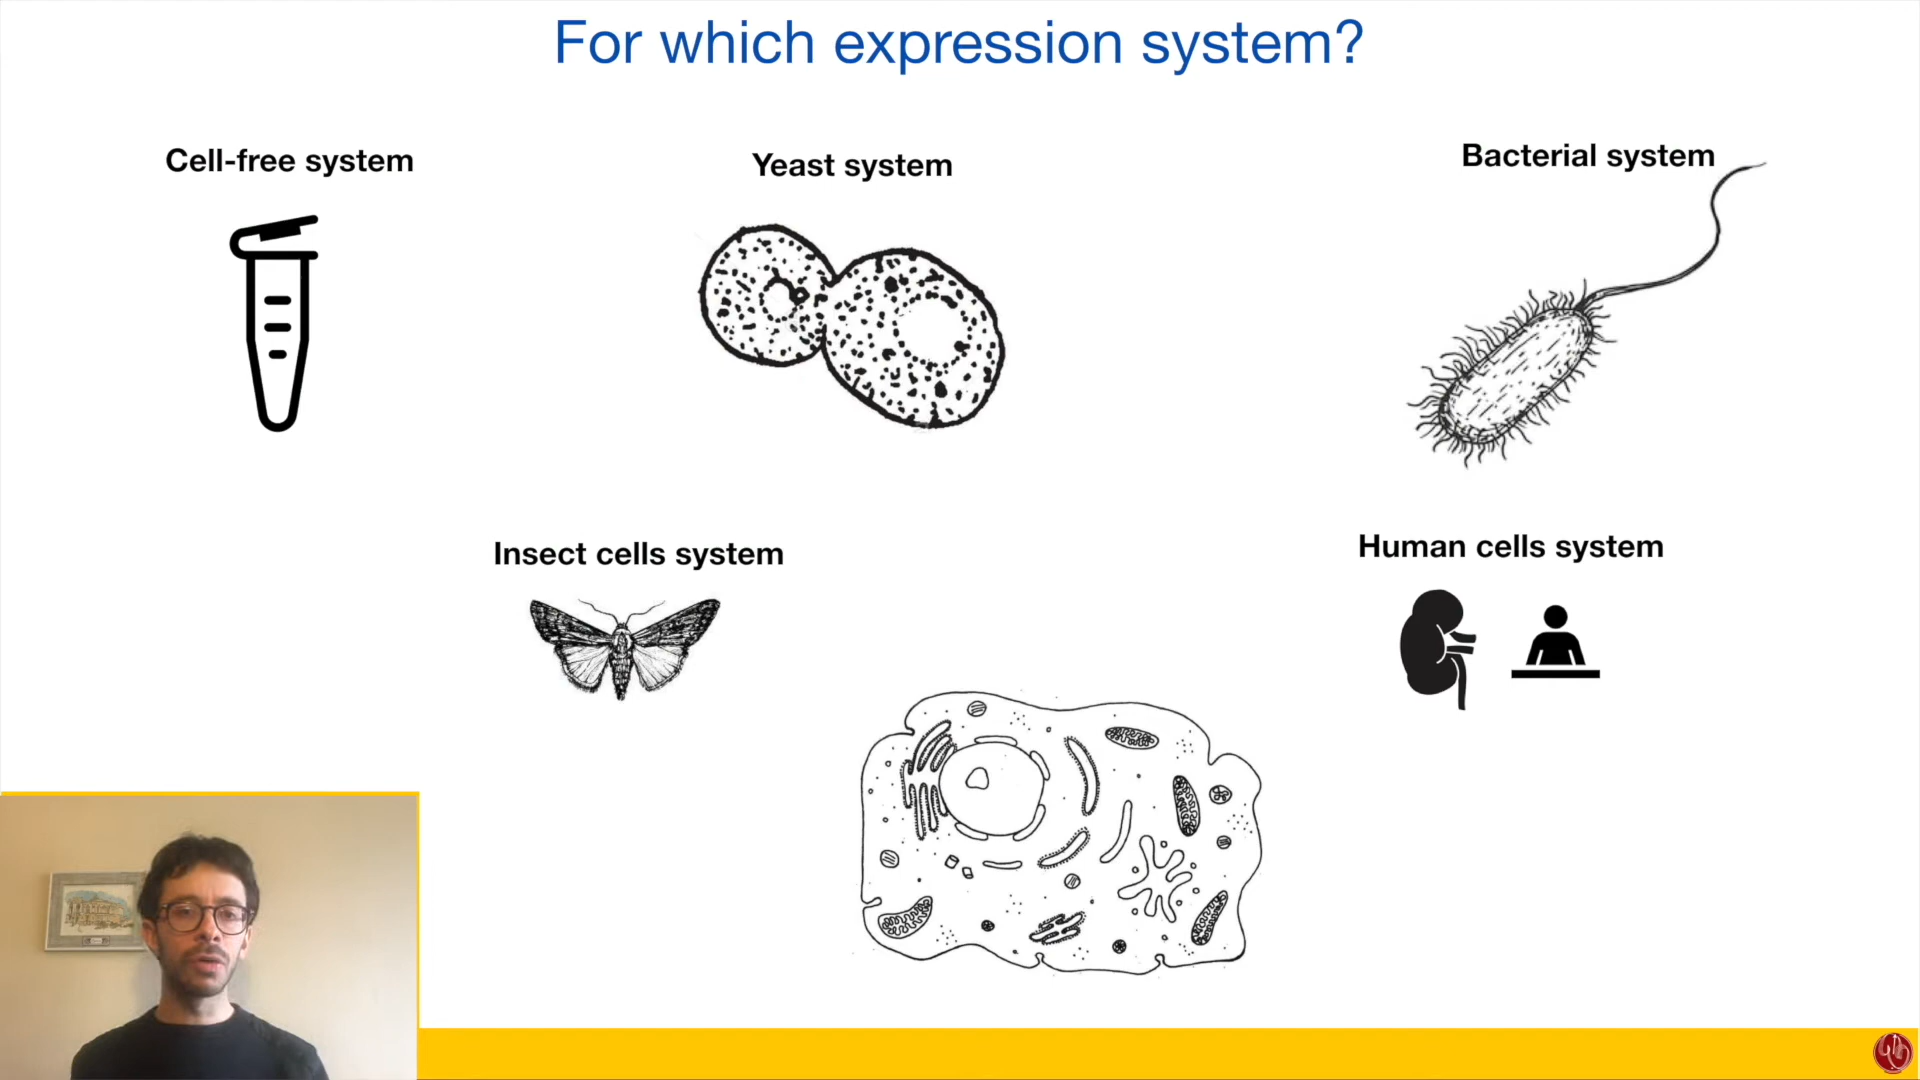 For which expression system?
Cell-free system
Yeast system
Bacterial system
Insect cells system
Human cells system